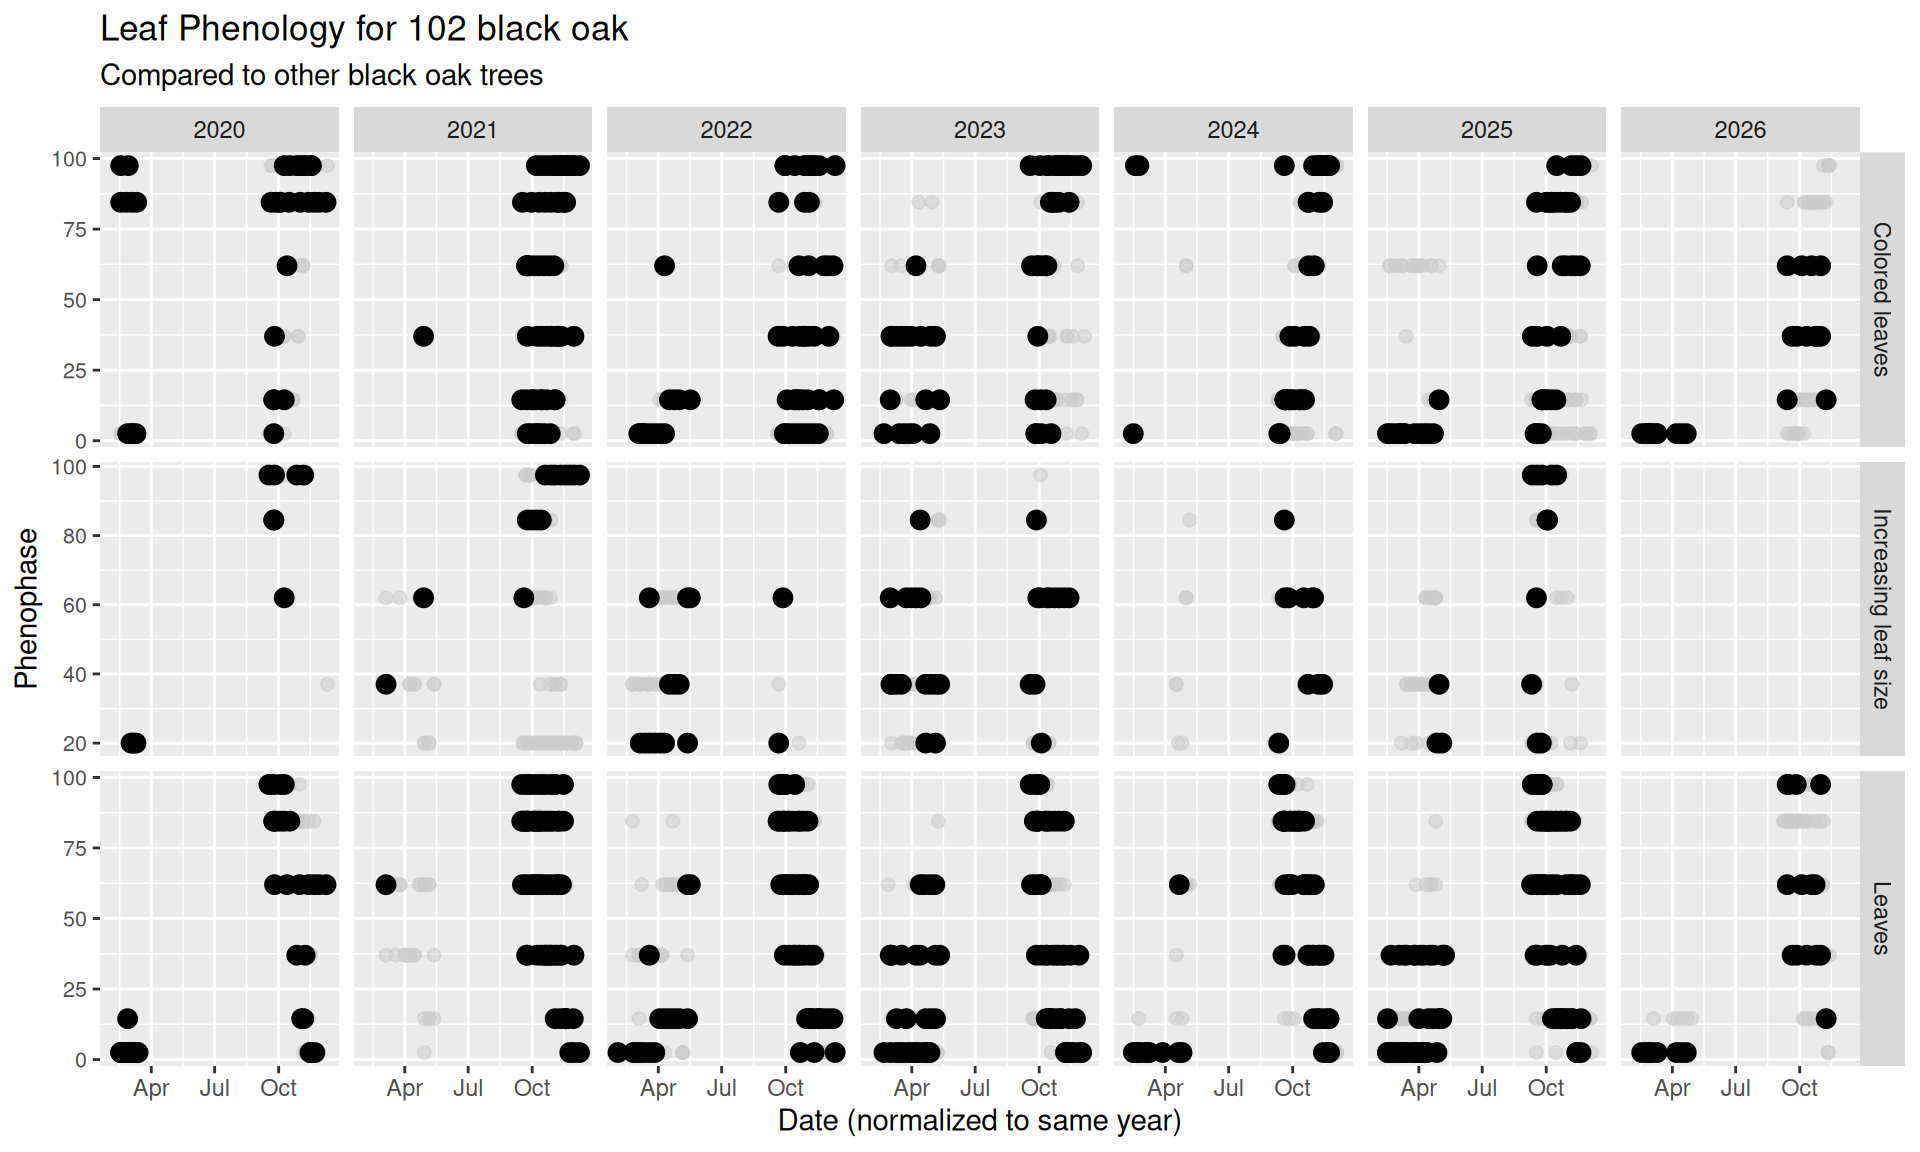 Leaf Phenology for 102 black oak
Compared to other black oak trees
2020 2021 2022 2023 2024 2025 2026
100
75
50
25
0
Colored leaves
100
80
60
40
20
Increasing leaf size
100
75
50
25
0
Leaves
Phenophase
Apr Jul Oct Apr Jul Oct Apr Jul Oct Apr Jul Oct Apr Jul Oct Apr Jul Oct Apr Jul Oct
Date (normalized to same year)